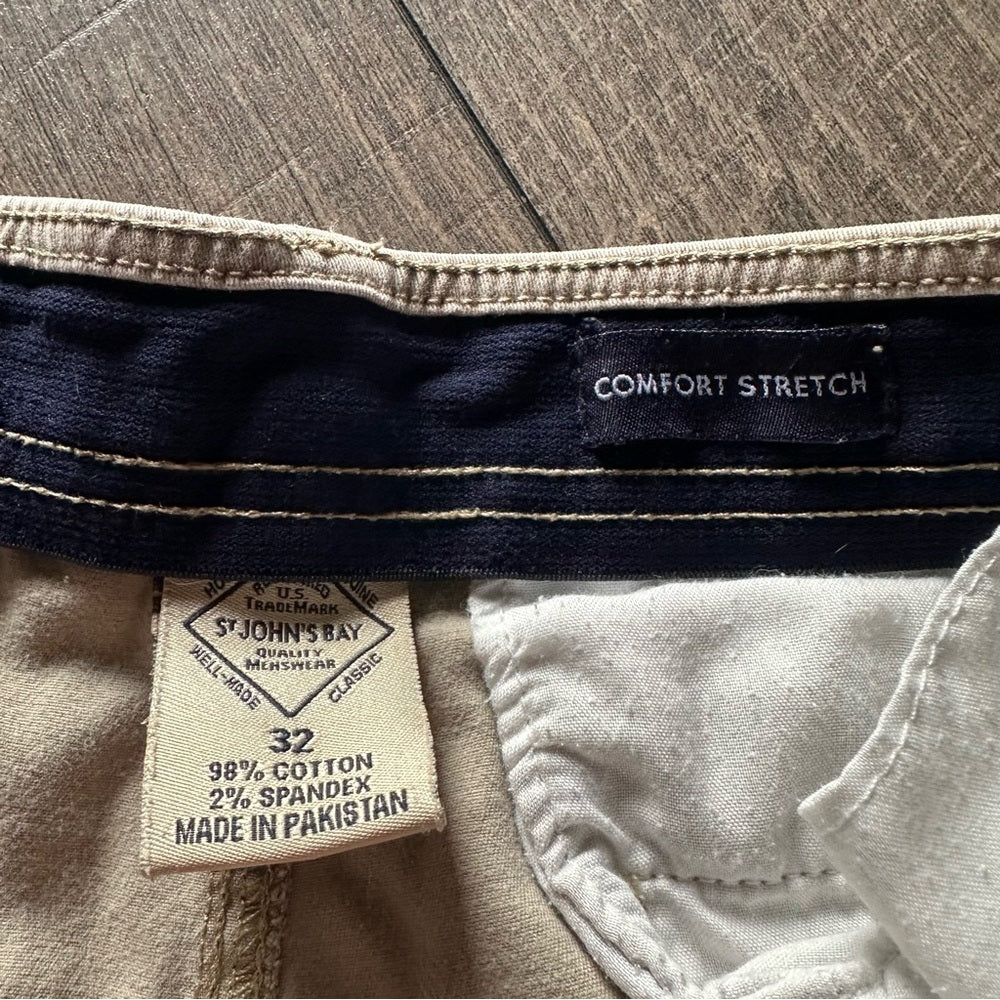 COMFORT STRETCH
U.S.
TRADEMARK
ST JOHN'S BAY
QUALITY
MENSWEAR
WELL-MADE
CLASSIC
32
98% COTTON
2% SPANDEX
MADE IN PAKISTAN